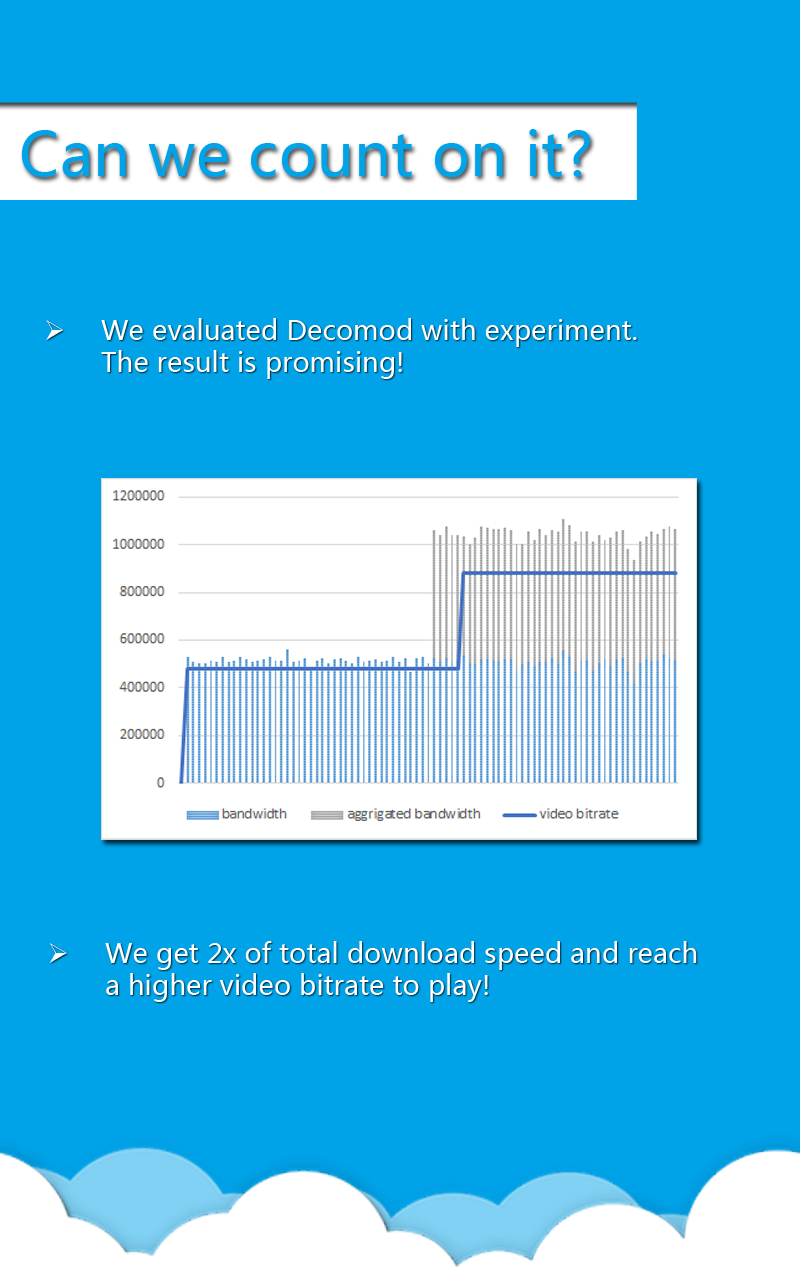 Can we count on it?
We evaluated Decomod with experiment.
The result is promising!
1200000
1000000
800000
600000
400000
200000
0
bandwidth aggrigated bandwidth video bitrate
We get 2x of total download speed and reach
a higher video bitrate to play!